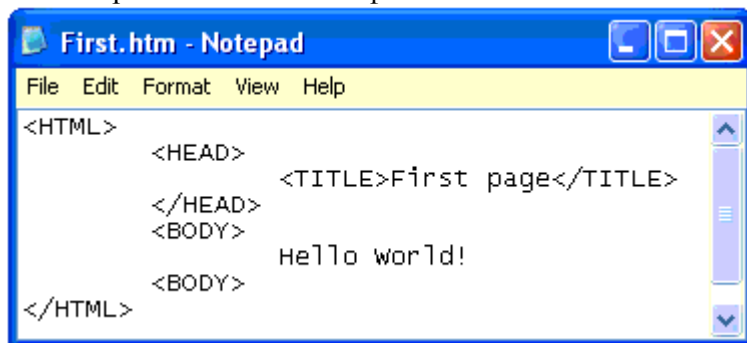 First.htm - Notepad
File Edit Format View Help
<HTML>
<HEAD>
<TITLE>First page</TITLE>
</HEAD>
<BODY>
Hello World!
<BODY>
</HTML>